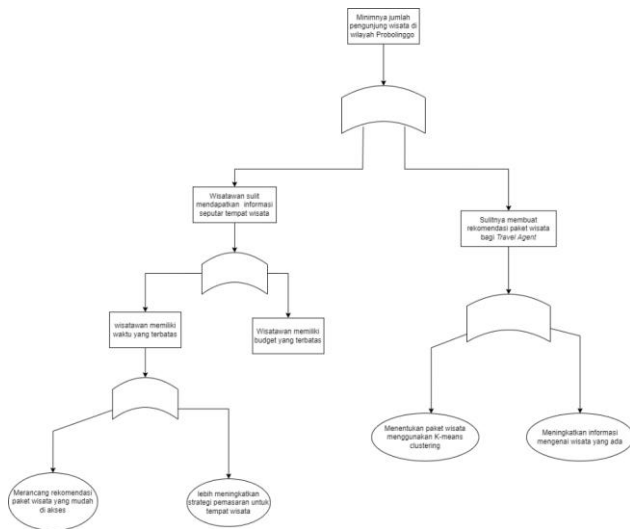 Minimnya jumlah
pengunjung wisata di
wilayah Probolinggo
Wisatawan sulit
mendapatkan informasi
seputar tempat wisata
Sulitnya membuat
rekomendasi paket wisata
bagi Travel Agent
wisatawan memiliki
waktu yang terbatas
Wisatawan memiliki
budget yang terbatas
Menentukan paket wisata
menggunakan K-means
clustering
Meningkatkan informasi
mengenai wisata yang ada
Merancang rekomendasi
paket wisata yang mudah
di akses
lebih meningkatkan
strategi pemasaran untuk
tempat wisata